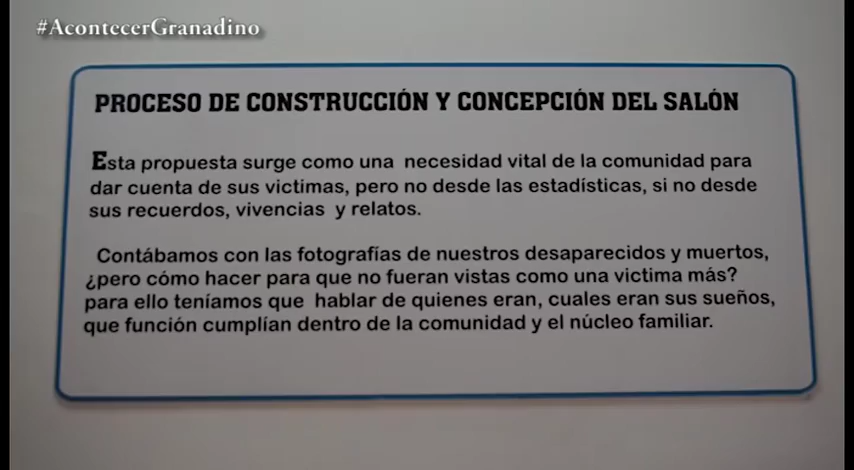 #AcontecerGranadino
PROCESO DE CONSTRUCCIÓN Y CONCEPCIÓN DEL SALÓN
Esta propuesta surge como una necesidad vital de la comunidad para
dar cuenta de sus victimas, pero no desde las estadísticas, si no desde
sus recuerdos, vivencias y relatos.
Contábamos con las fotografías de nuestros desaparecidos y muertos,
¿pero cómo hacer para que no fueran vistas como una victima más?
para ello teníamos que hablar de quienes eran, cuales eran sus sueños,
que función cumplían dentro de la comunidad y el núcleo familiar.